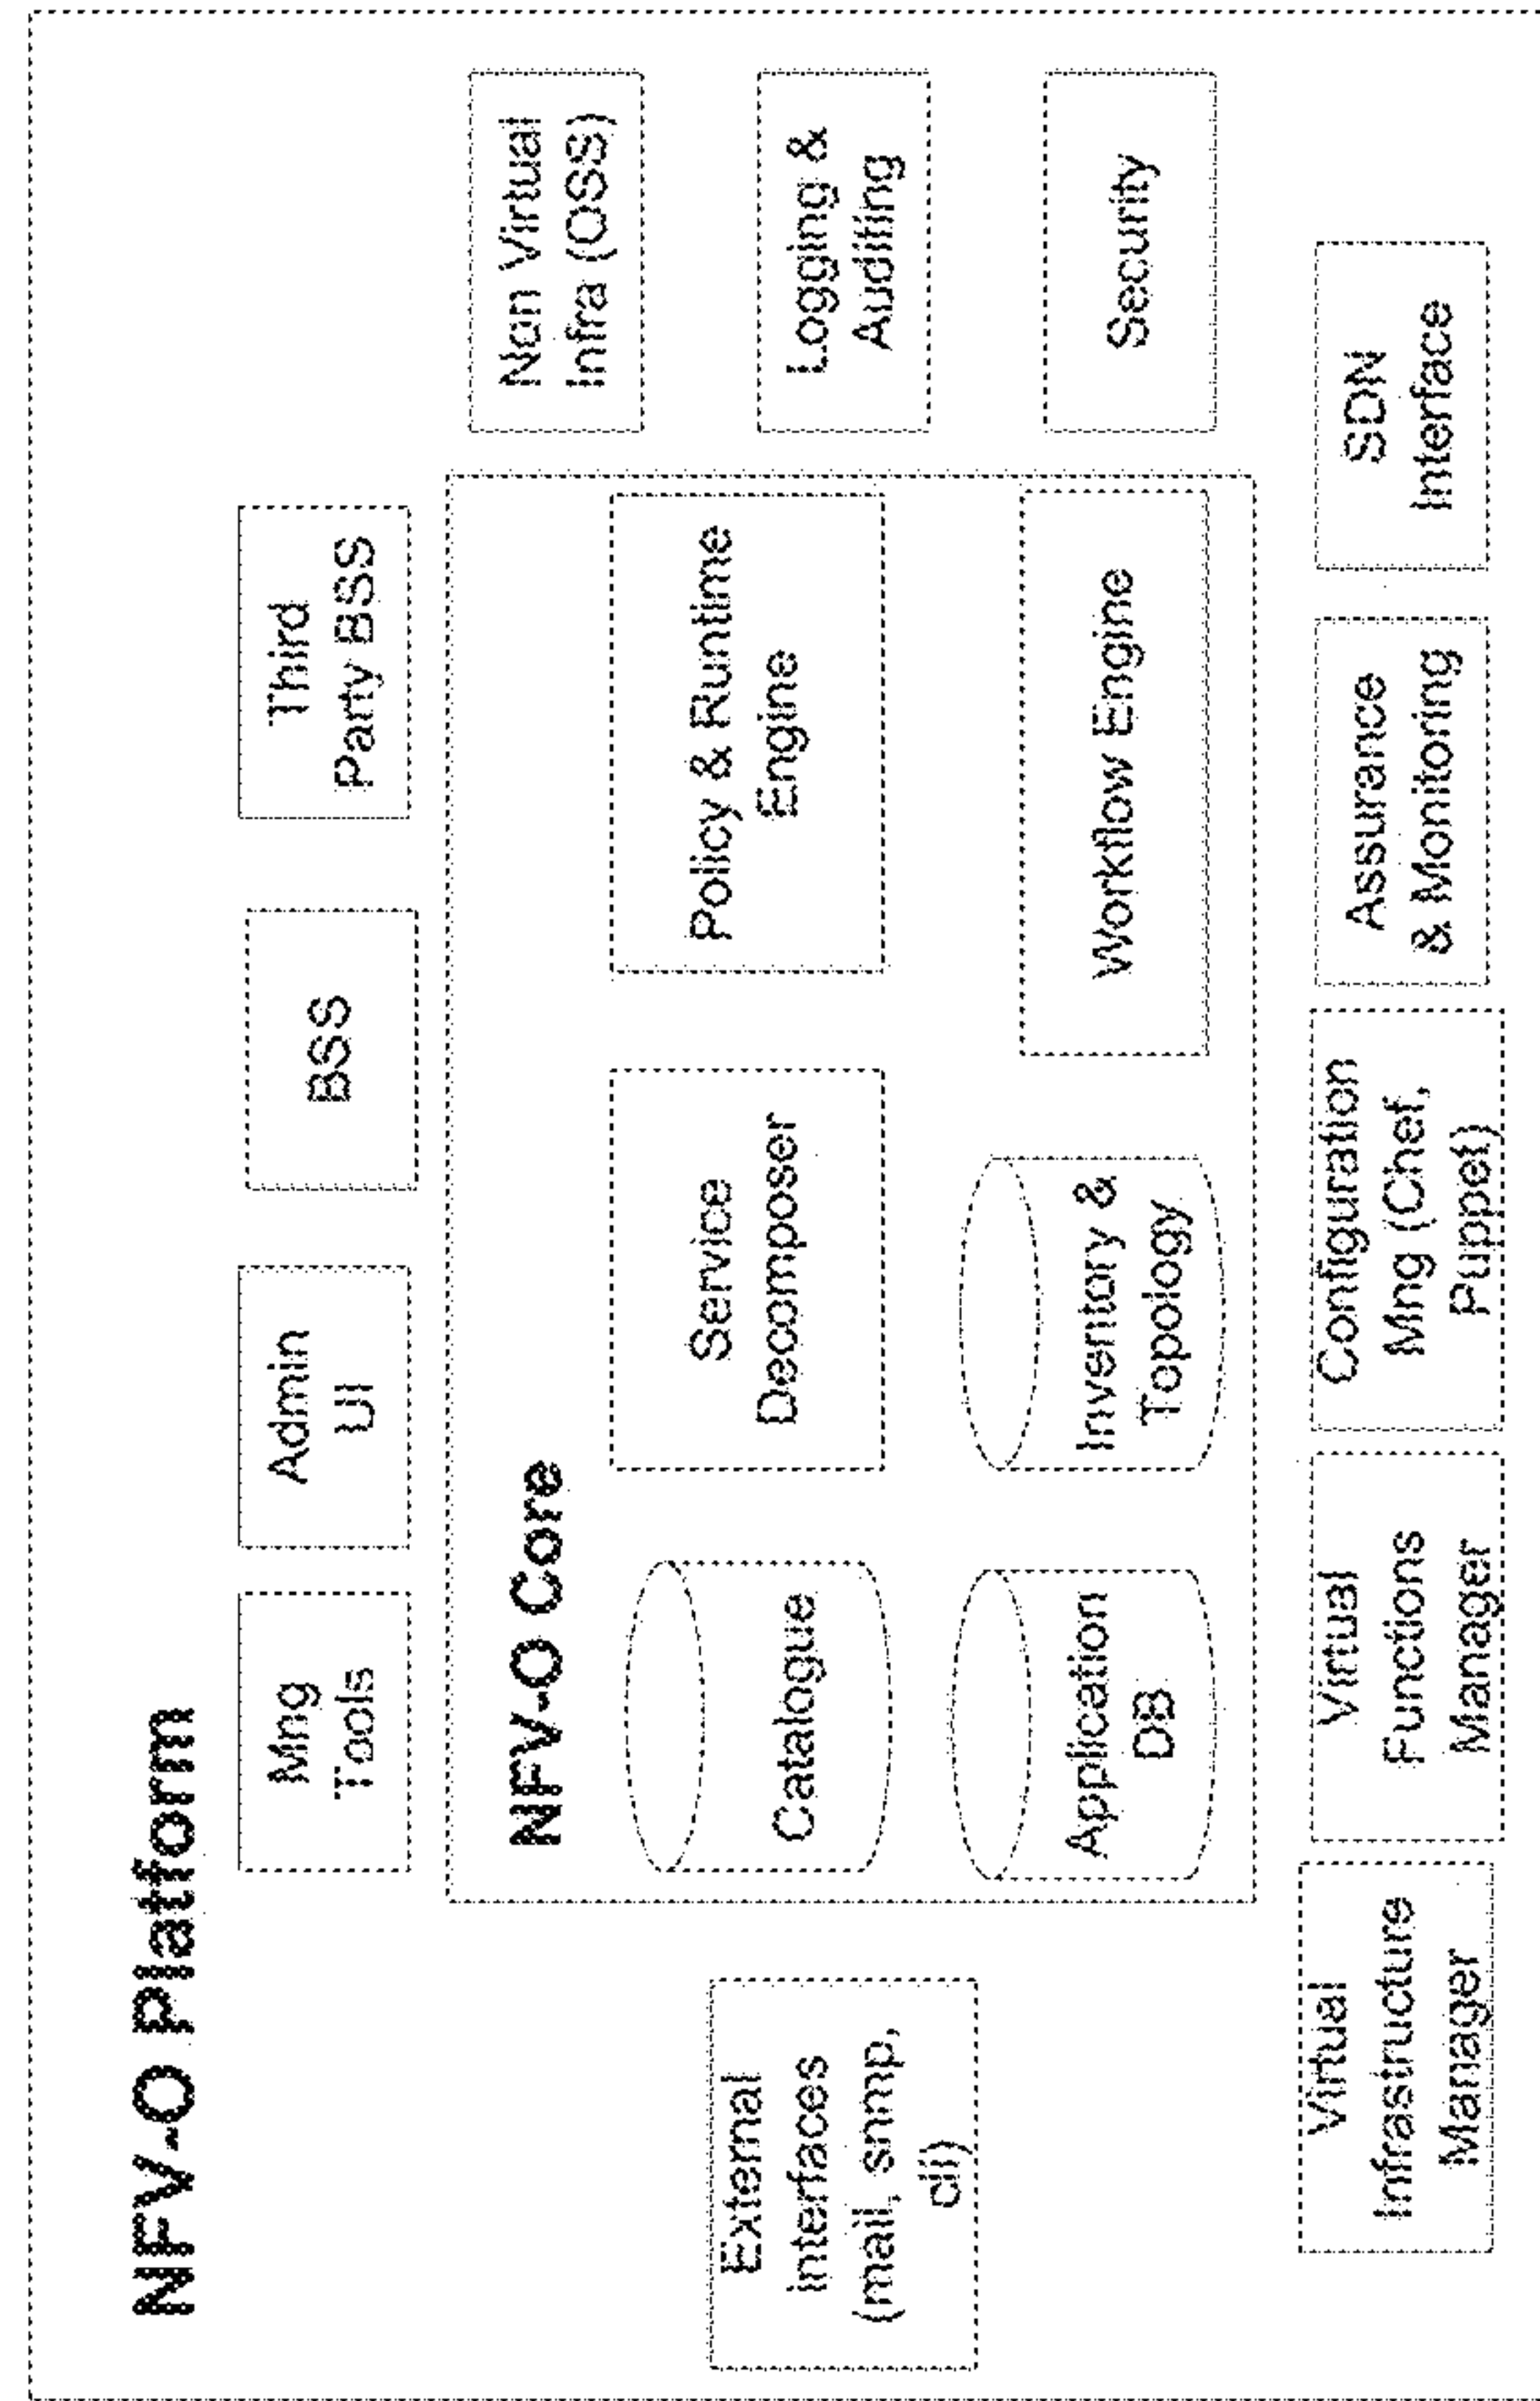 NFV-O Platform
Mng
Tools
Admin
UI
BSS
Third
Party BSS
External
interfaces
(mail, snmp,
cli)
NFV-O Core
Catalogue
Service
Decomposer
Policy & Runtime
Engine
Application
DB
Inventory &
Topology
Workflow Engine
Non Virtual
Infra (OSS)
Logging &
Auditing
Security
Virtual
Infrastructure
Manager
Virtual
Functions
Manager
Configuration
Mng (Chef,
Puppet)
Assurance
& Monitoring
SDN
Interface